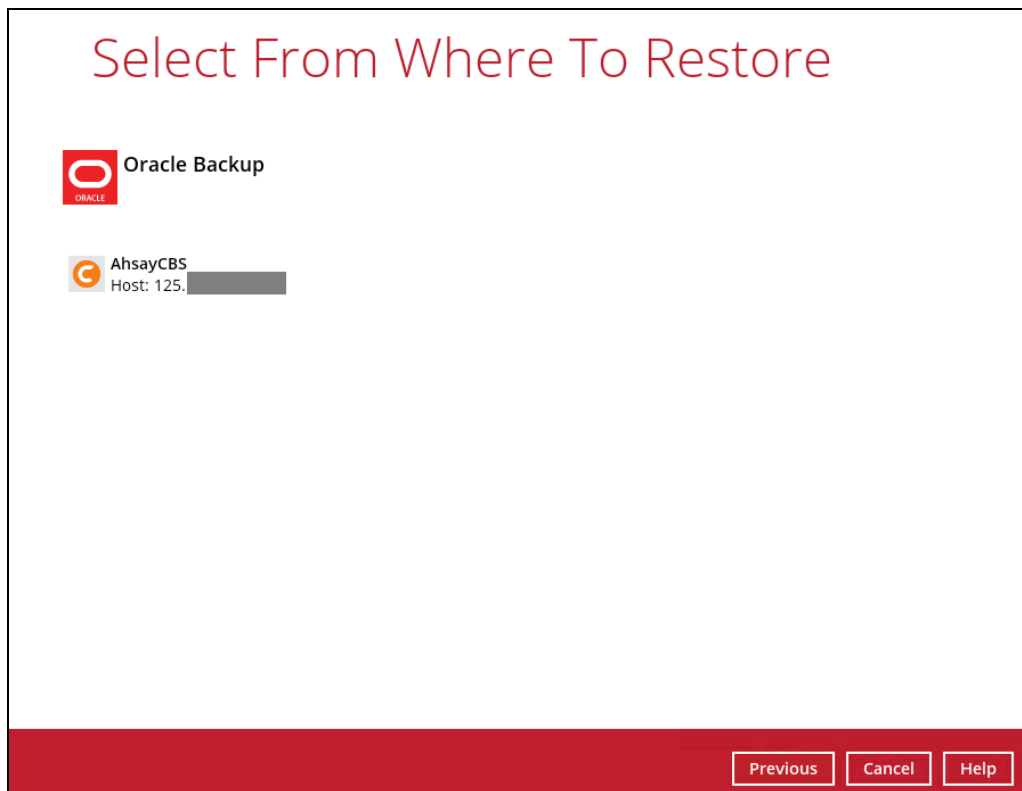 Select From Where To Restore
Oracle Backup
ORACLE
AhsayCBS
Host: 125.
Previous
Cancel
Help